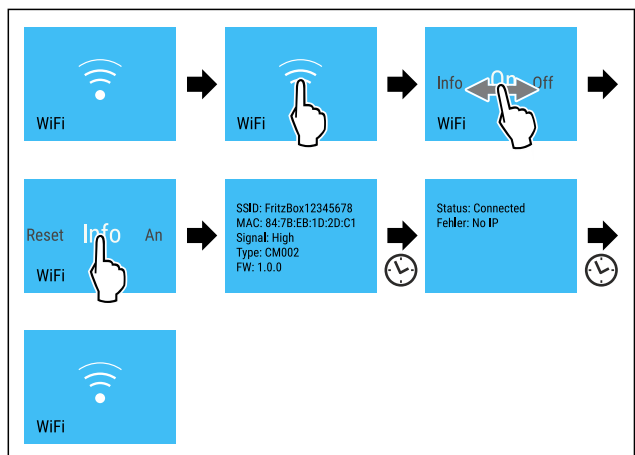 WiFi
WiFi
Info On Off
WiFi
Reset Info An
WiFi
SSID: FritzBox12345678
MAC: 84:7B:EB:1D:2D:C1
Signal: High
Type: CM002
FW: 1.0.0
Status: Connected
Fehler: No IP
WiFi